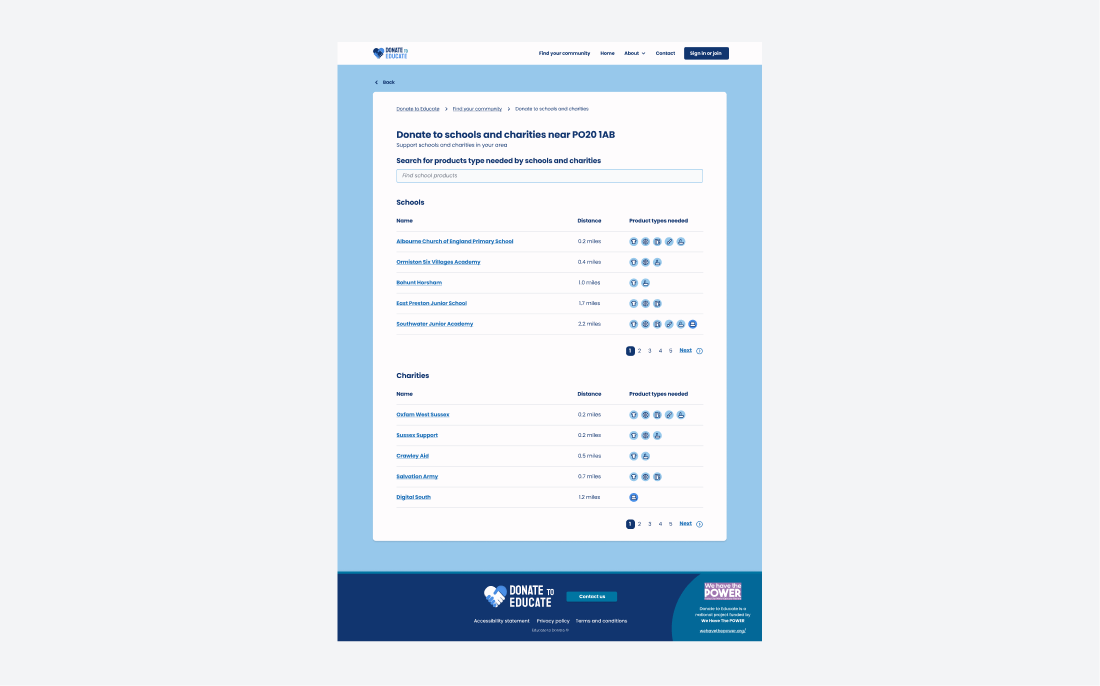 DONATE TO
EDUCATE
Find your community Home About Contact Sign in or join
Back
Donate to Educate > Find your community > Donate to schools and charities
Donate to schools and charities near PO20 1AB
Support schools and charities in your area
Search for products type needed by schools and charities
Find school products
Schools
Name Distance Product types needed
Albourne Church of England Primary School 0.2 miles
Ormiston Six Villages Academy 0.4 miles
Bohunt Horsham 1.0 miles
East Preston Junior School 1.7 miles
Southwater Junior Academy 2.2 miles
1 2 3 4 5 Next
Charities
Name Distance Product types needed
Oxfam West Sussex 0.2 miles
Sussex Support 0.2 miles
Crawley Aid 0.5 miles
Salvation Army 0.7 miles
Digital South 1.2 miles
1 2 3 4 5 Next
DONATE TO
EDUCATE
Contact us
Accessibility statement Privacy policy Terms and conditions
We have the
POWER
Donate to Educate is a
national project funded by
We Have The POWER
wehavethepower.org/